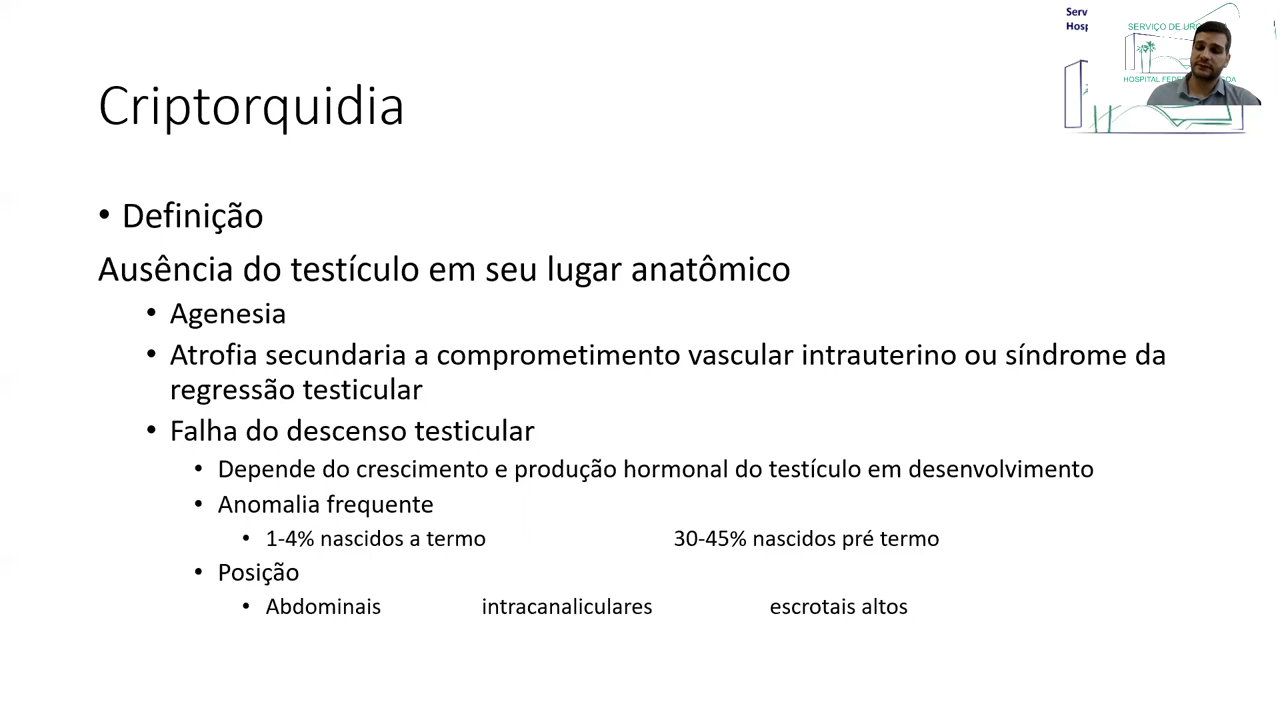 Serv
Hosp
SERVIÇO DE
HOSPITAL
Criptorquidia
• Definição
Ausência do testículo em seu lugar anatômico
• Agenesia
• Atrofia secundaria a comprometimento vascular intrauterino ou síndrome da
regressão testicular
• Falha do descenso testicular
• Depende do crescimento e produção hormonal do testículo em desenvolvimento
• Anomalia frequente
• 1-4% nascidos a termo 30-45% nascidos pré termo
• Posição
• Abdominais intracanaliculares escrotais altos